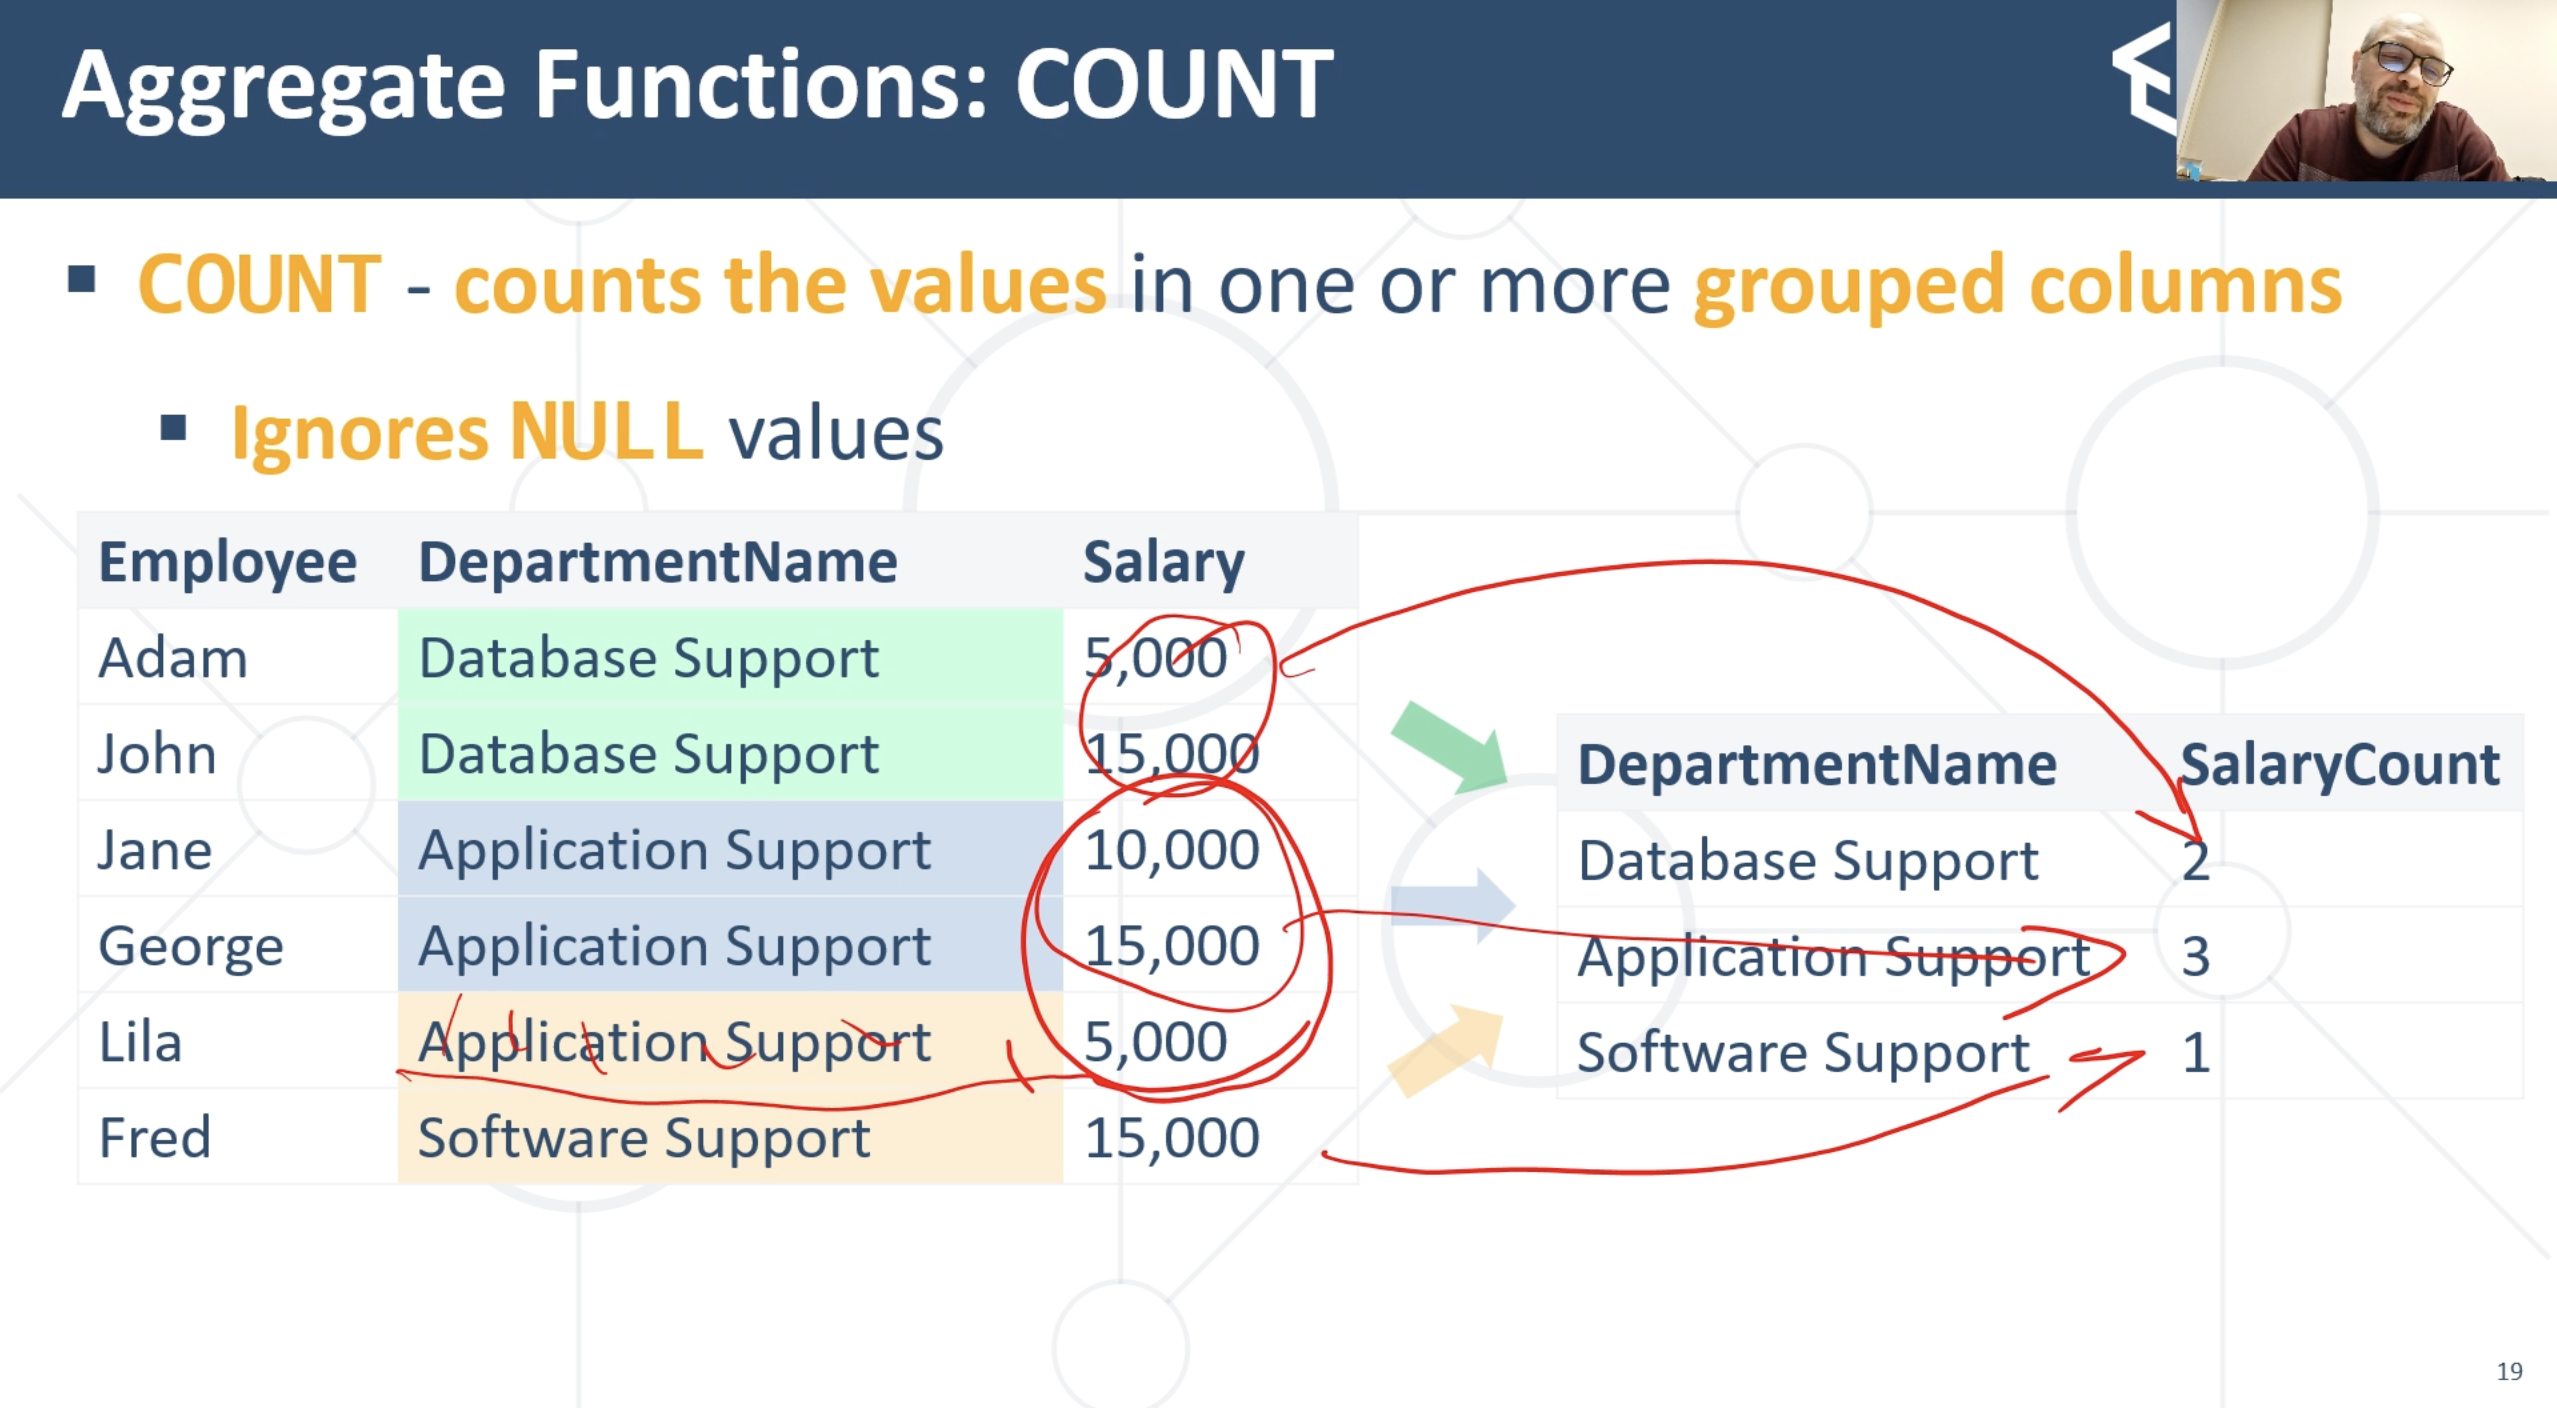 Aggregate Functions: COUNT
▪ COUNT - counts the values in one or more grouped columns
▪ Ignores NULL values
Employee DepartmentName Salary
Adam Database Support 5,000
John Database Support 15,000
Jane Application Support 10,000
George Application Support 15,000
Lila Application Support 5,000
Fred Software Support 15,000
DepartmentName SalaryCount
Database Support 2
Application Support 3
Software Support 1
19